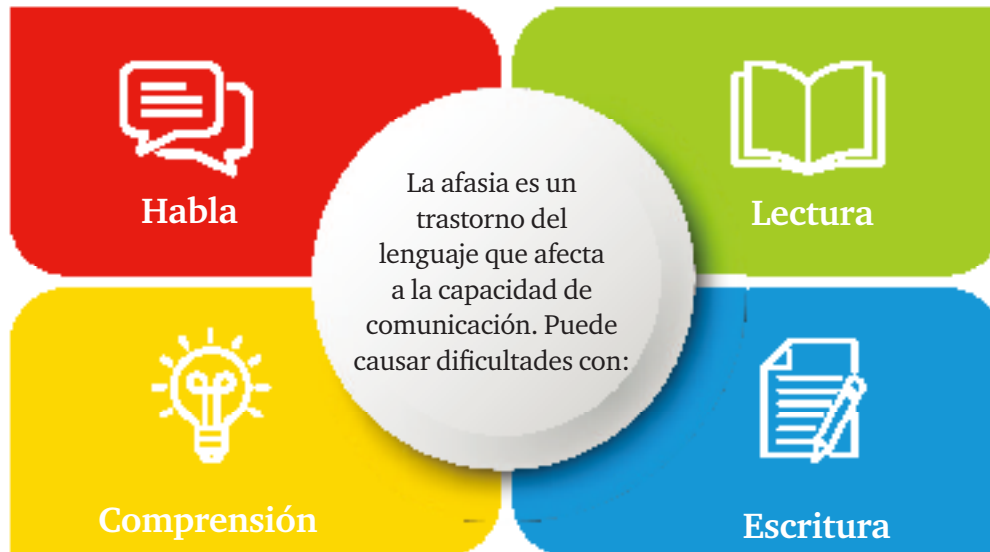 Habla
Lectura
La afasia es un
trastorno del
lenguaje que afecta
a la capacidad de
comunicación. Puede
causar dificultades con:
Comprensión
Escritura